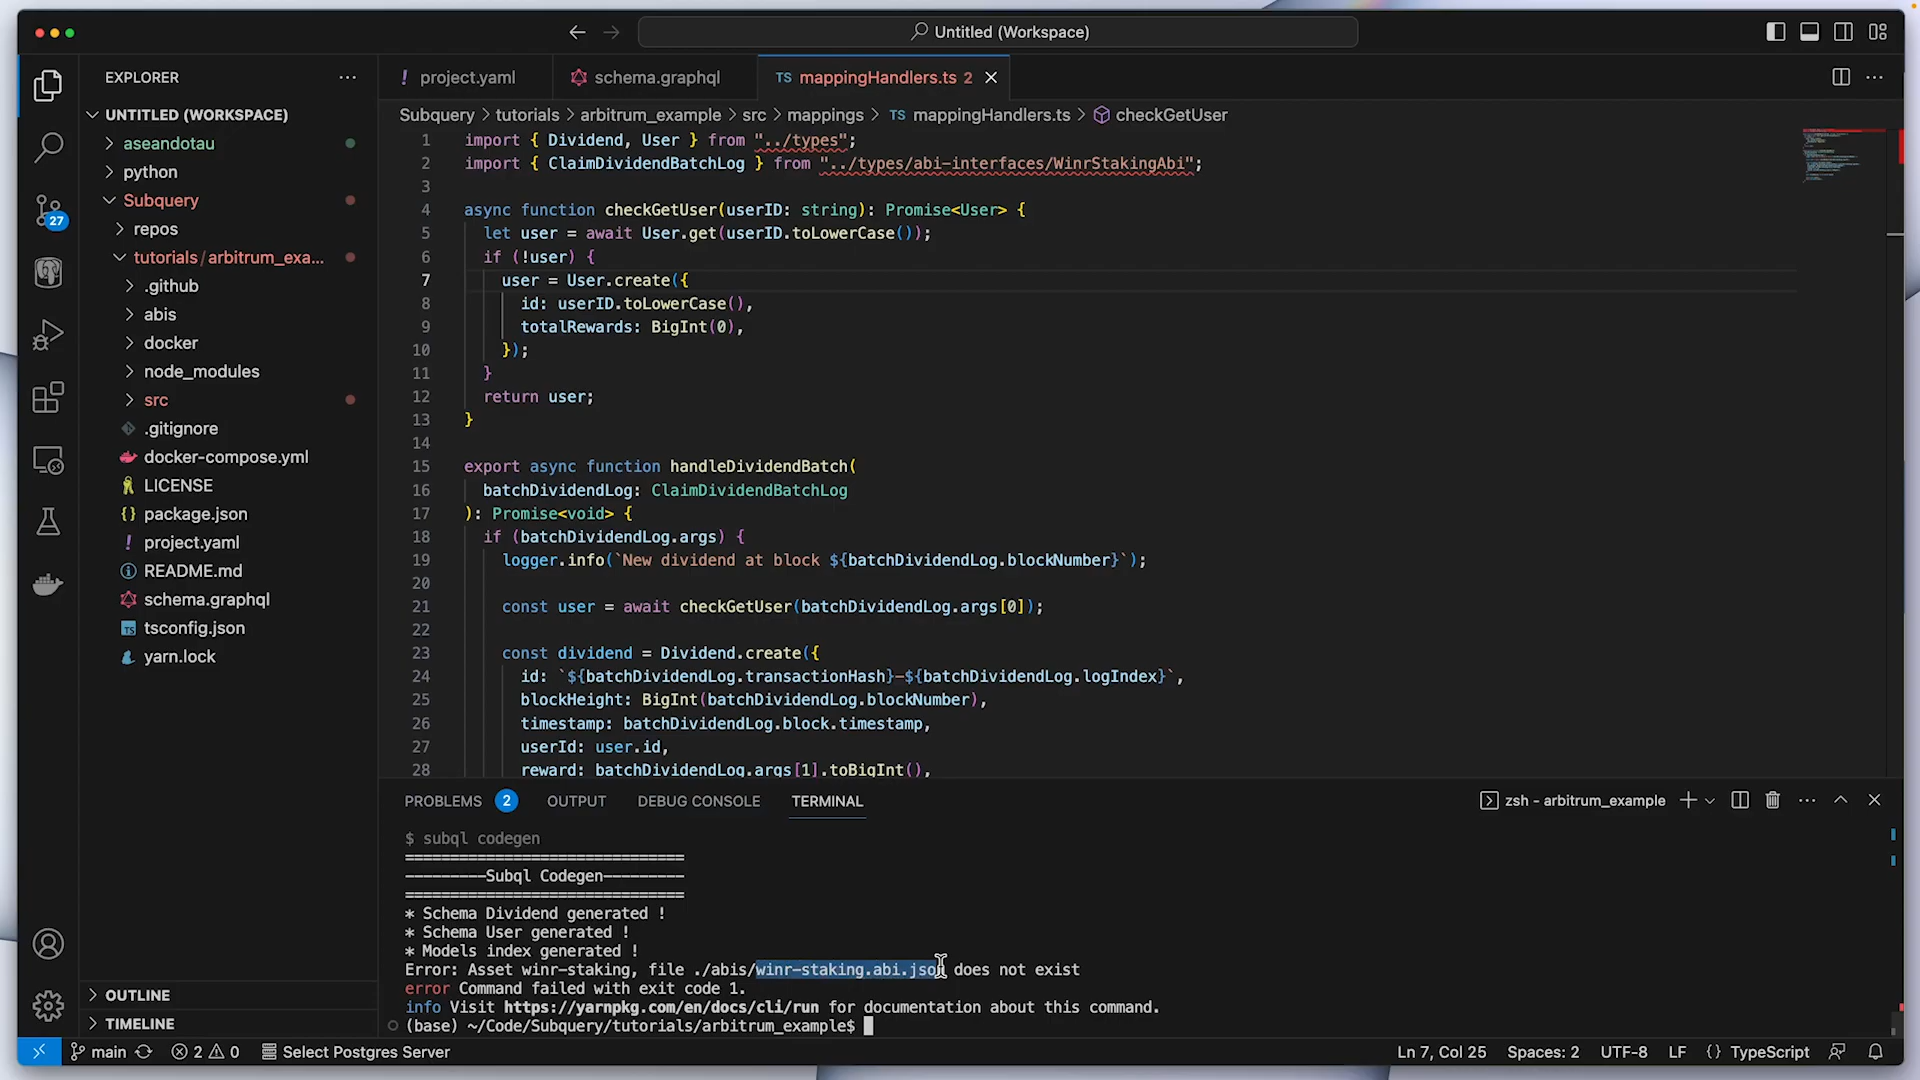 Untitled (Workspace)
EXPLORER
UNTITLED (WORKSPACE)
aseandotau
python
Subquery
repos
tutorials/arbitrum_exa...
.github
abis
docker
node_modules
src
.gitignore
docker-compose.yml
LICENSE
package.json
project.yaml
README.md
schema.graphql
tsconfig.json
yarn.lock
OUTLINE
TIMELINE
27
! project.yaml
schema.graphql
TS mappingHandlers.ts 2
Subquery > tutorials > arbitrum_example > src > mappings > TS mappingHandlers.ts > checkGetUser
1 import { Dividend, User } from "../types";
2 import { ClaimDividendBatchLog } from "../types/abi-interfaces/WinrStakingAbi";
3
4 async function checkGetUser(userID: string): Promise<User> {
5 let user = await User.get(userID.toLowerCase());
6 if (!user) {
7 user = User.create({
8 id: userID.toLowerCase(),
9 totalRewards: BigInt(0),
10 });
11 }
12 return user;
13 }
14
15 export async function handleDividendBatch(
16 batchDividendLog: ClaimDividendBatchLog
17 ): Promise<void> {
18 if (batchDividendLog.args) {
19 logger.info(`New dividend at block ${batchDividendLog.blockNumber}`);
20
21 const user = await checkGetUser(batchDividendLog.args[0]);
22
23 const dividend = Dividend.create({
24 id: `${batchDividendLog.transactionHash}-${batchDividendLog.logIndex}`,
25 blockHeight: BigInt(batchDividendLog.blockNumber),
26 timestamp: batchDividendLog.block.timestamp,
27 userId: user.id,
28 reward: batchDividendLog.args[1].toBigInt(),
PROBLEMS 2 OUTPUT DEBUG CONSOLE TERMINAL
zsh - arbitrum_example
$ subql codegen
===============================
---------Subql Codegen---------
===============================
* Schema Dividend generated !
* Schema User generated !
* Models index generated !
Error: Asset winr-staking, file ./abis/winr-staking.abi.json does not exist
error Command failed with exit code 1.
info Visit https://yarnpkg.com/en/docs/cli/run for documentation about this command.
(base) ~/Code/Subquery/tutorials/arbitrum_example$
main 2 0 Select Postgres Server
Ln 7, Col 25 Spaces: 2 UTF-8 LF {} TypeScript